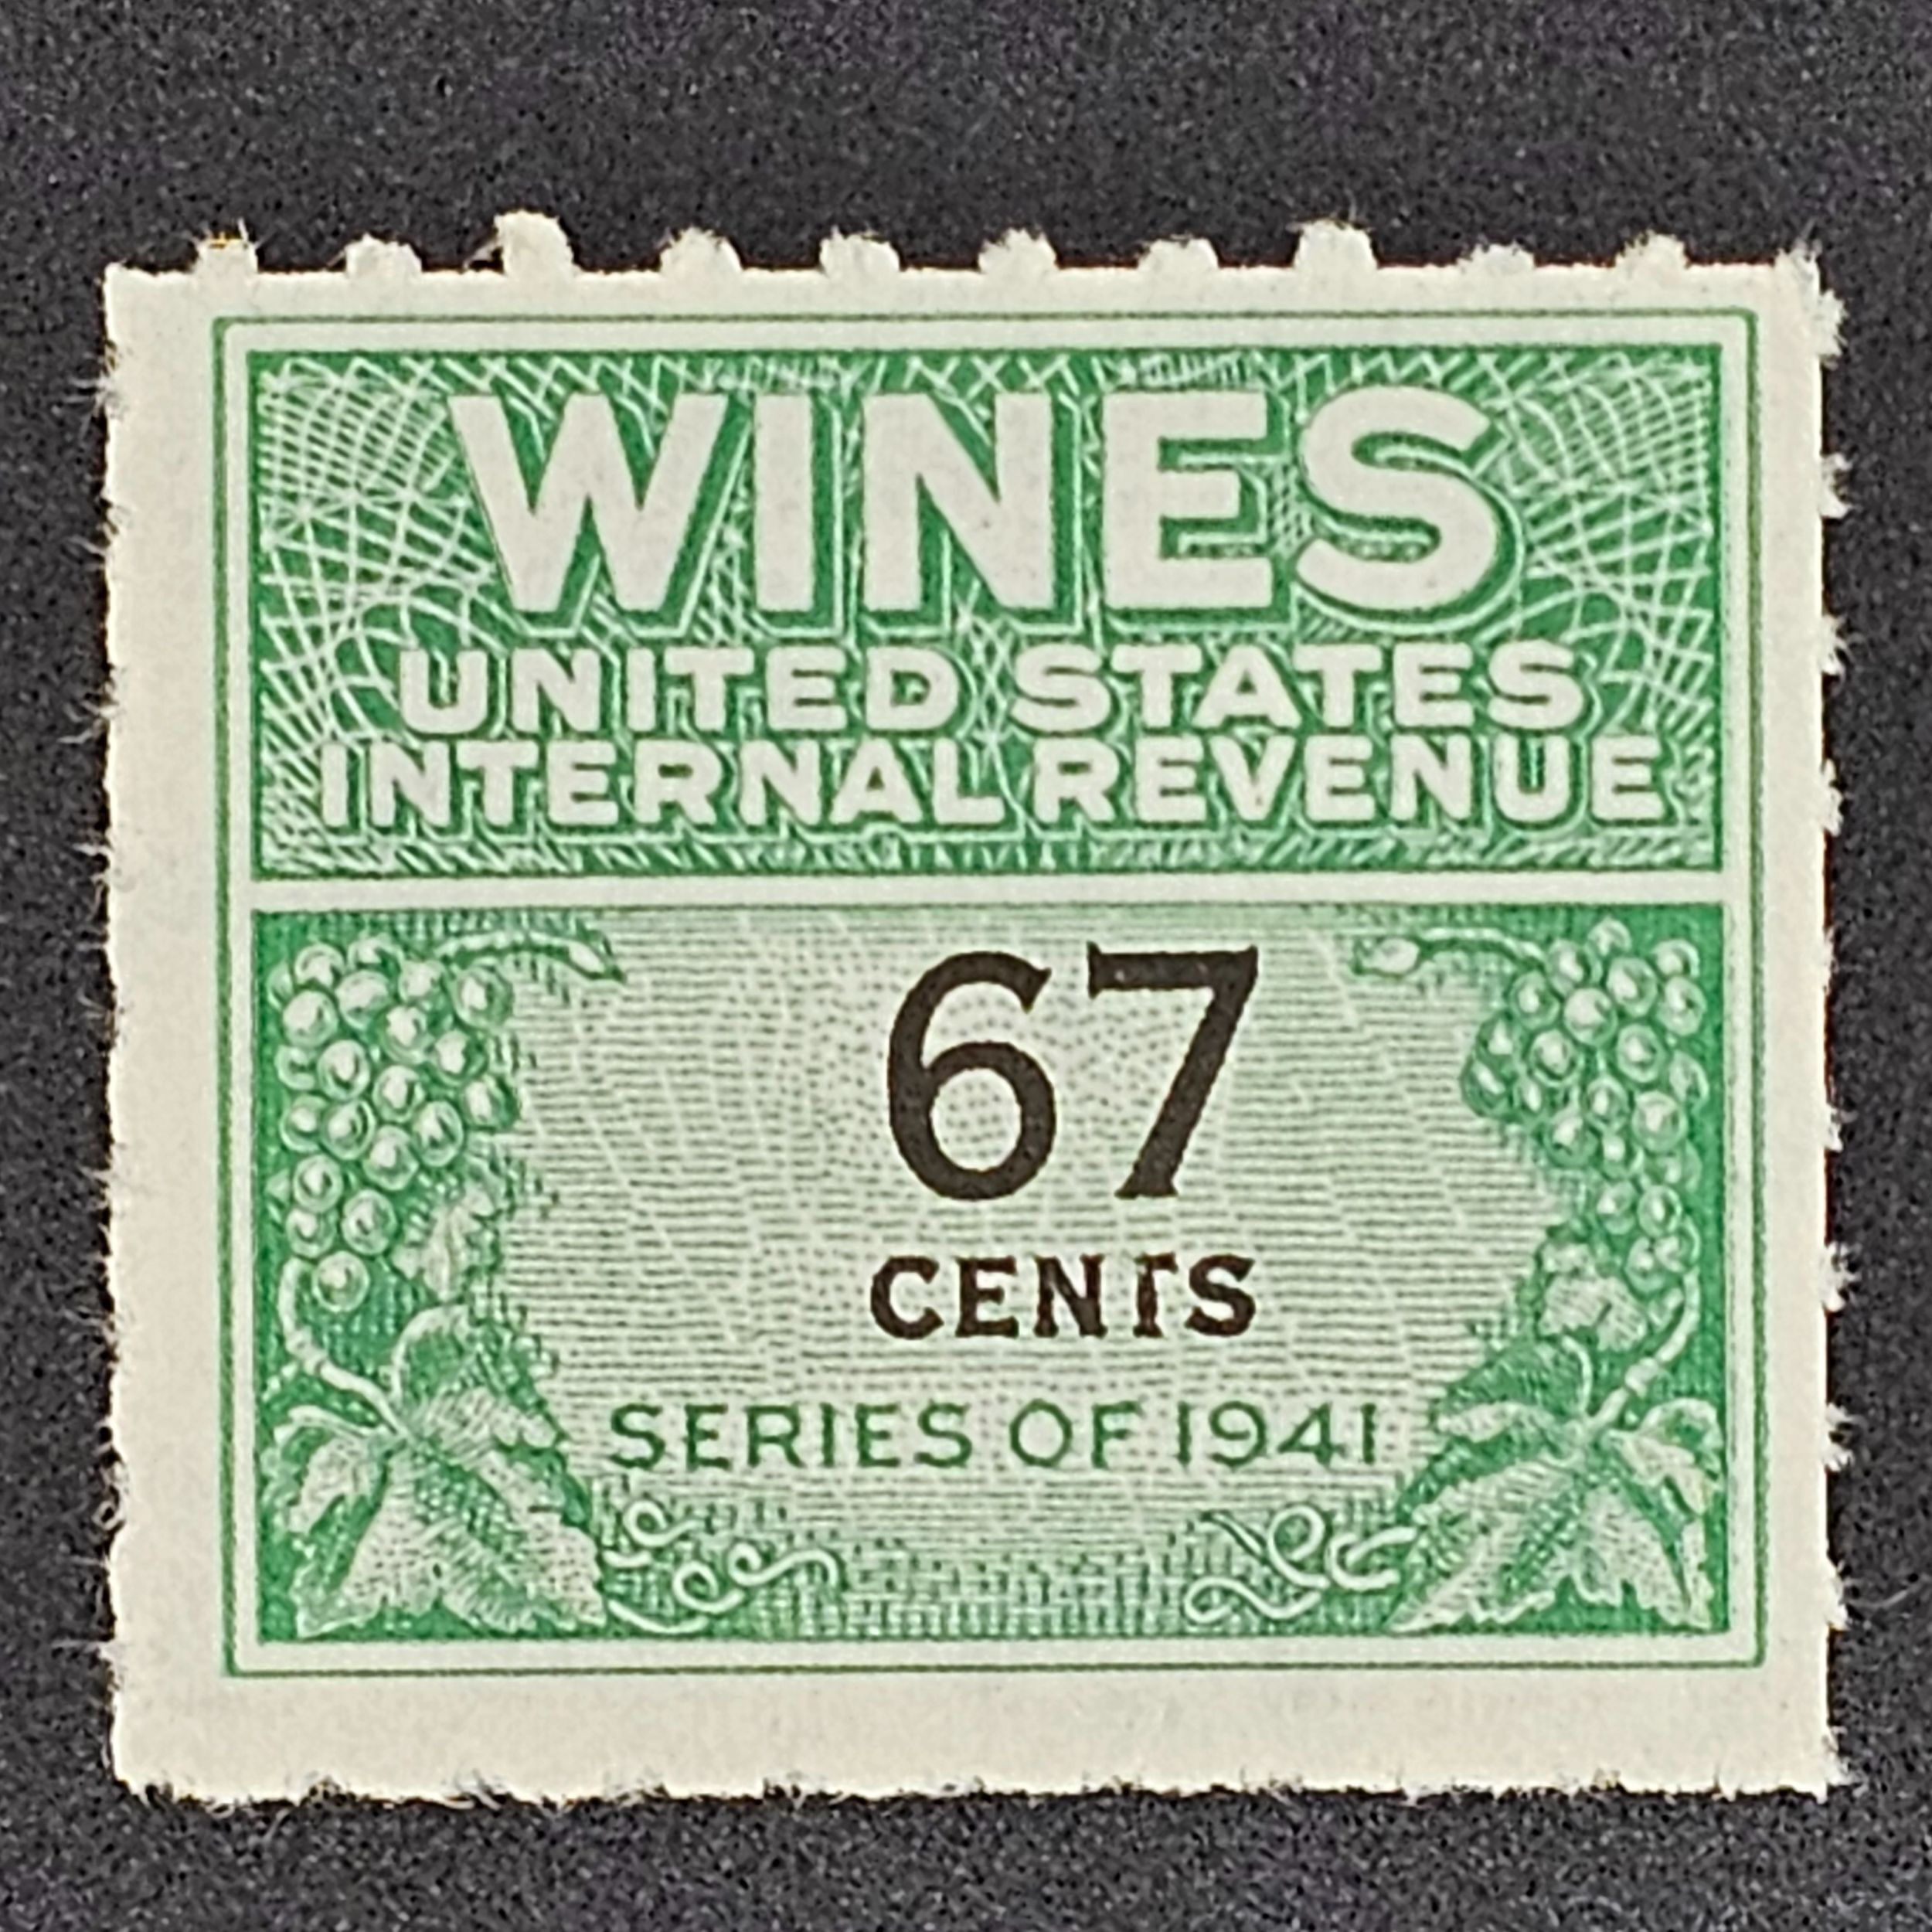 WINES
UNITED STATES
INTERNAL REVENUE
67
CENTS
SERIES OF 1941